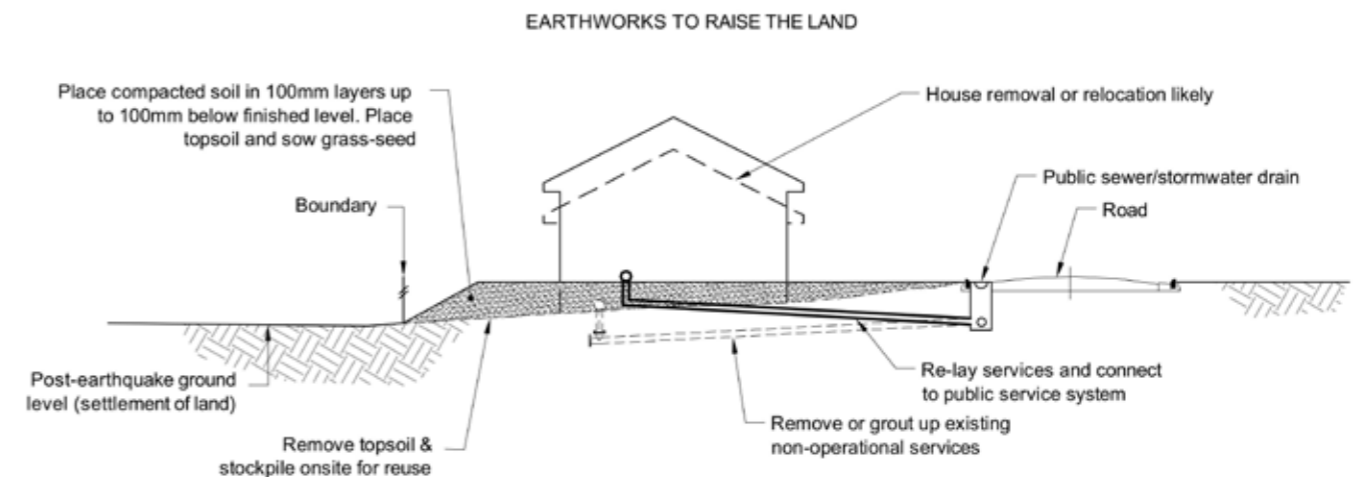 EARTHWORKS TO RAISE THE LAND
Place compacted soil in 100mm layers up
to 100mm below finished level. Place
topsoil and sow grass-seed
House removal or relocation likely
Public sewer/stormwater drain
Boundary
Road
Post-earthquake ground
level (settlement of land)
Re-lay services and connect
to public service system
Remove or grout up existing
non-operational services
Remove topsoil &
stockpile onsite for reuse